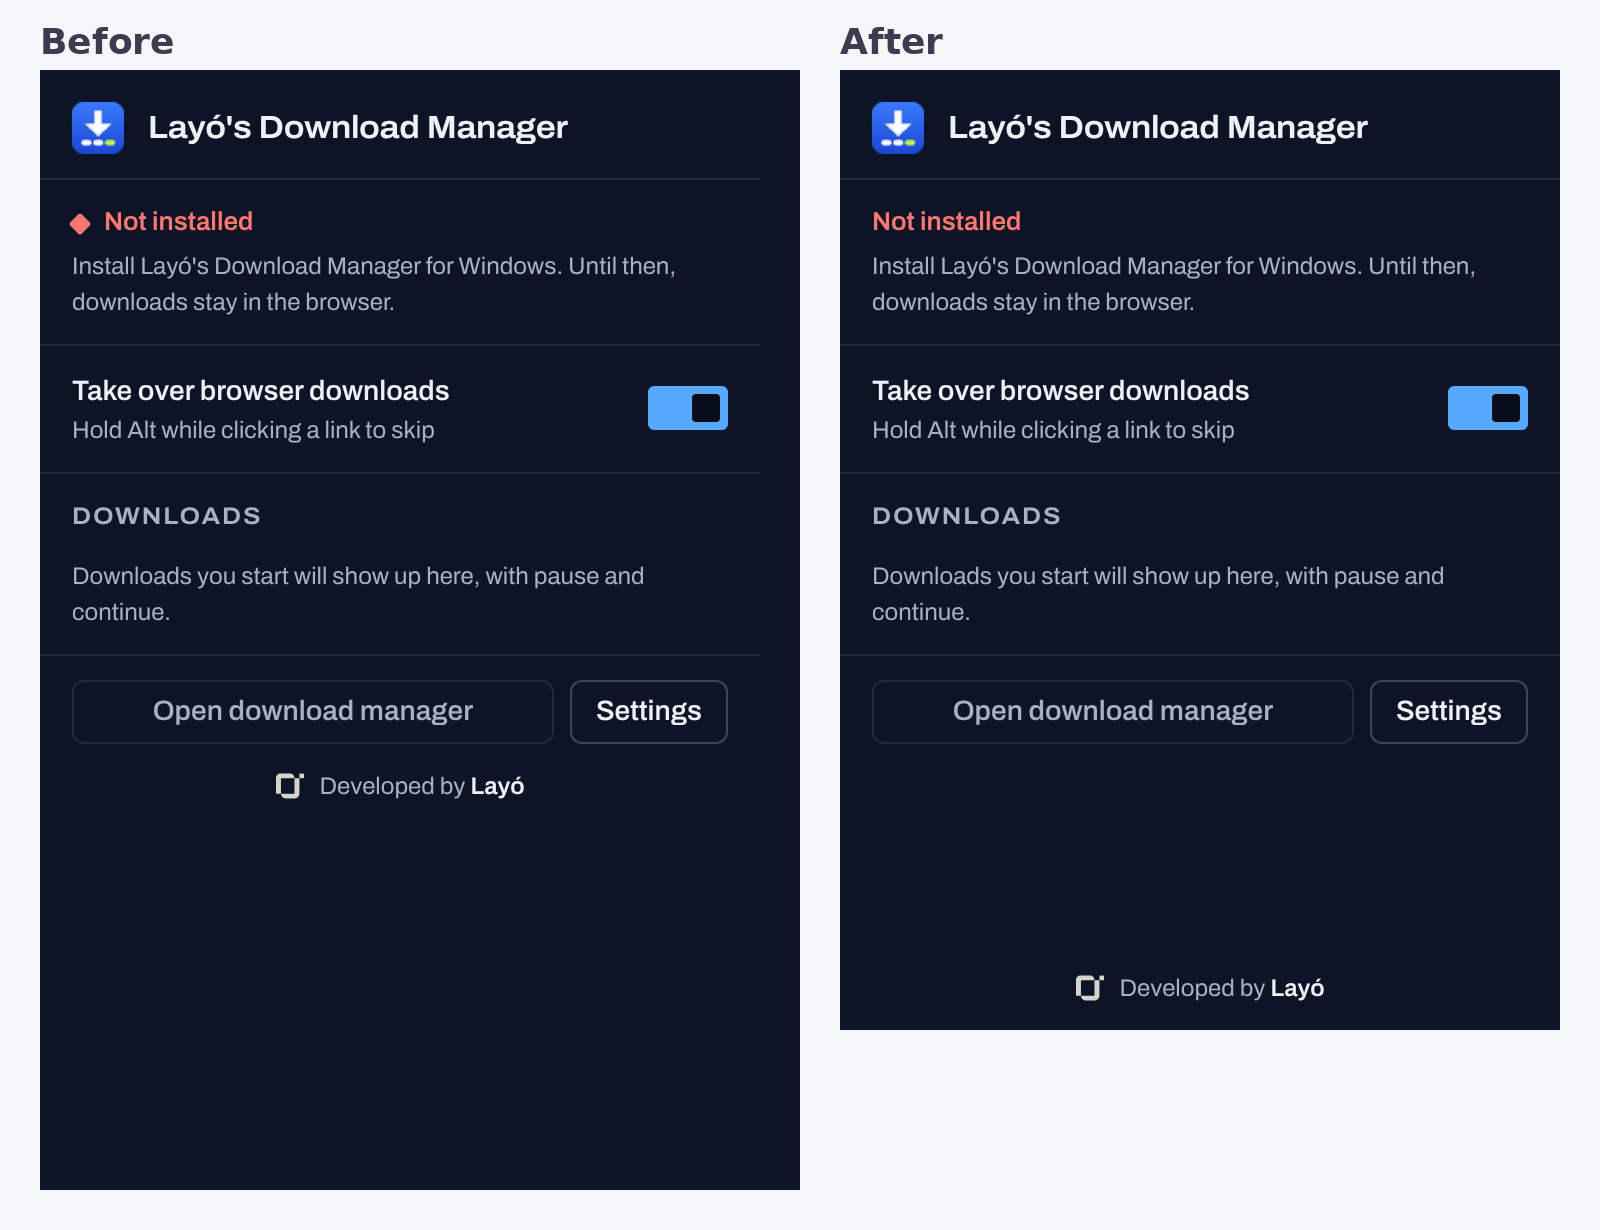 Before
Layó's Download Manager
Not installed
Install Layó's Download Manager for Windows. Until then,
downloads stay in the browser.
Take over browser downloads
Hold Alt while clicking a link to skip
DOWNLOADS
Downloads you start will show up here, with pause and
continue.
Open download manager
Settings
Developed by Layó
After
Layó's Download Manager
Not installed
Install Layó's Download Manager for Windows. Until then,
downloads stay in the browser.
Take over browser downloads
Hold Alt while clicking a link to skip
DOWNLOADS
Downloads you start will show up here, with pause and
continue.
Open download manager
Settings
Developed by Layó